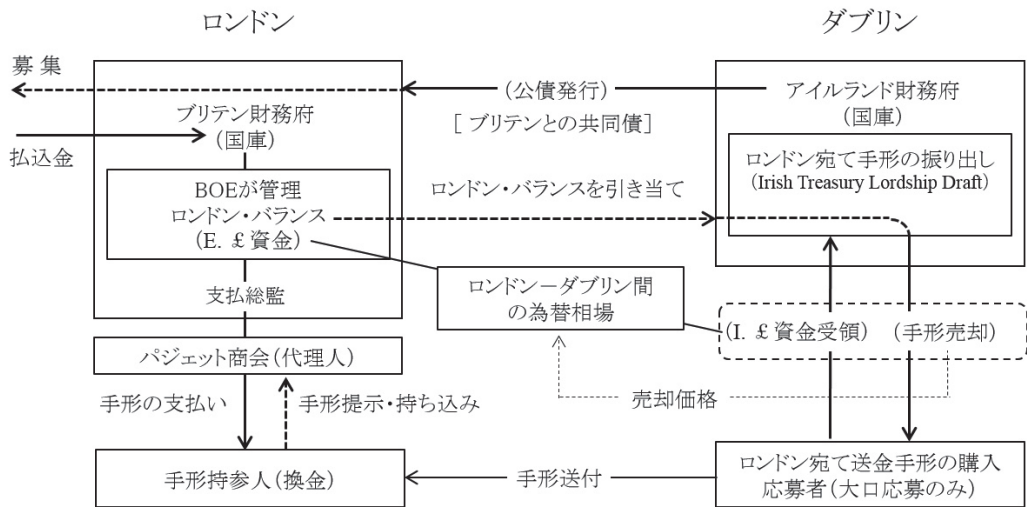 ロンドン
ダブリン
募 集
(公債発行)
[ ブリテンとの共同債]
アイルランド財務府
(国庫)
ブリテン財務府
(国庫)
払込金
ロンドン宛て手形の振り出し
(Irish Treasury Lordship Draft)
BOEが管理
ロンドン・バランス
(E. £資金)
ロンドン・バランスを引き当て
支払総監
ロンドン－ダブリン間
の為替相場
(I. £資金受領)
(手形売却)
パジェット商会(代理人)
手形の支払い
手形提示・持ち込み
売却価格
手形持参人(換金)
手形送付
ロンドン宛て送金手形の購入
応募者(大口応募のみ)